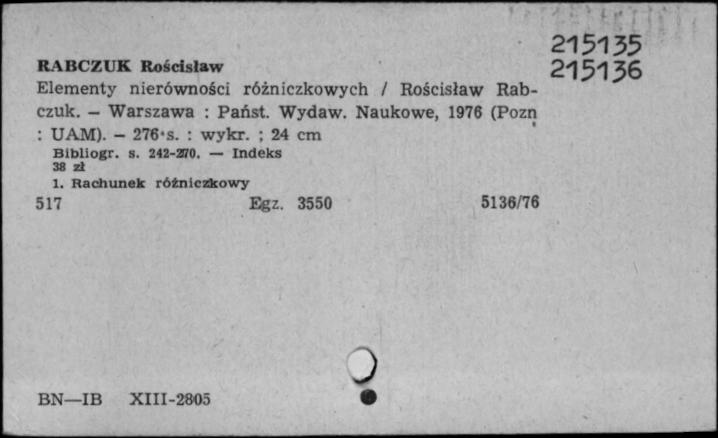 215135
215136
RABCZUK Rościsław
Elementy nierówności różniczkowych / Rościsław Rab-
czuk. — Warszawa : Państ. Wydaw. Naukowe, 1976 (Pozn
: UAM). — 276 s. : wykr. ; 24 cm
Bibliogr. s. 242-270. — Indeks
38 zł
1. Rachunek różniczkowy
517 Egz. 3550 5136/76
BN—IB XIII-2805